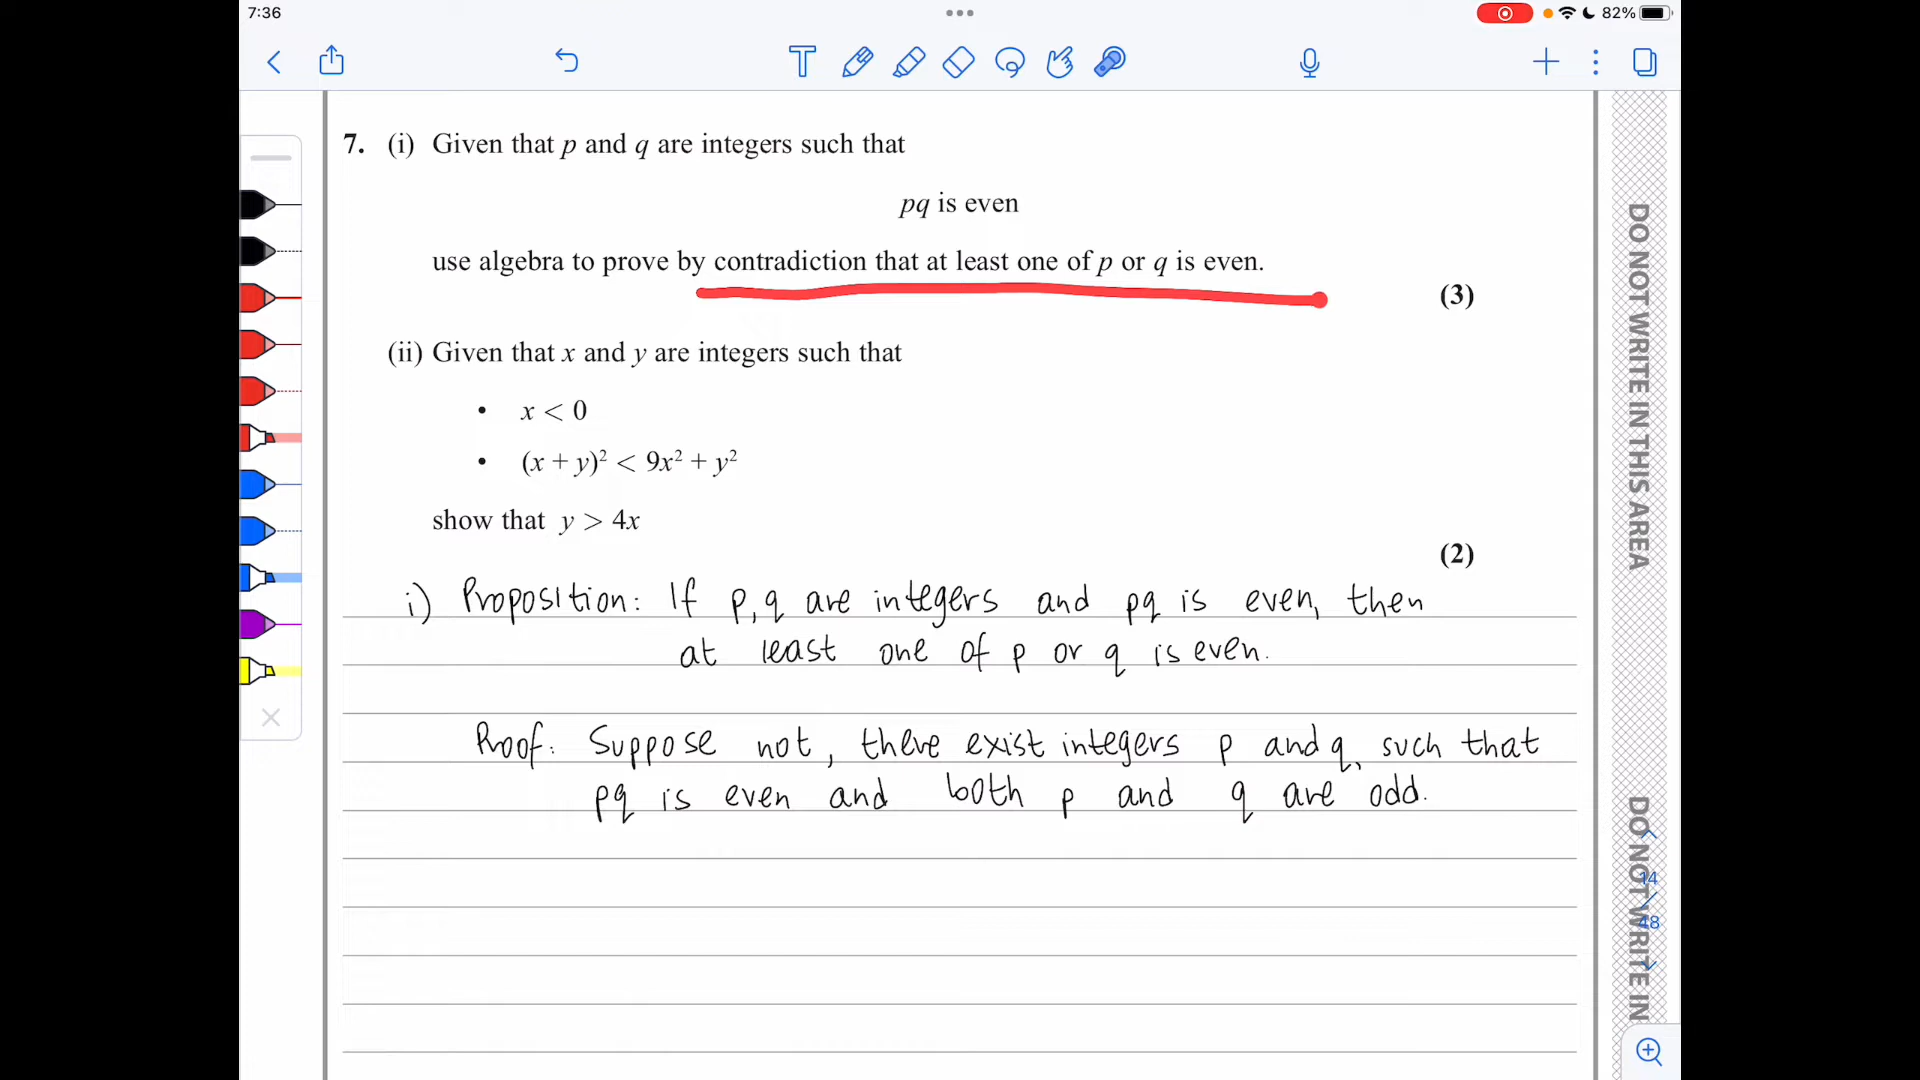 7:36
82%
7. (i) Given that p and q are integers such that
pq is even
use algebra to prove by contradiction that at least one of p or q is even.
(3)
(ii) Given that x and y are integers such that
• x < 0
• (x + y)² < 9x² + y²
show that y > 4x
(2)
i) Proposition: If p, q are integers and pq is even, then
at least one of p or q is even.
Proof: Suppose not, there exist integers p and q, such that
pq is even and both p and q are odd.
DO NOT WRITE IN THIS AREA
DO NOT WRITE IN
14
48